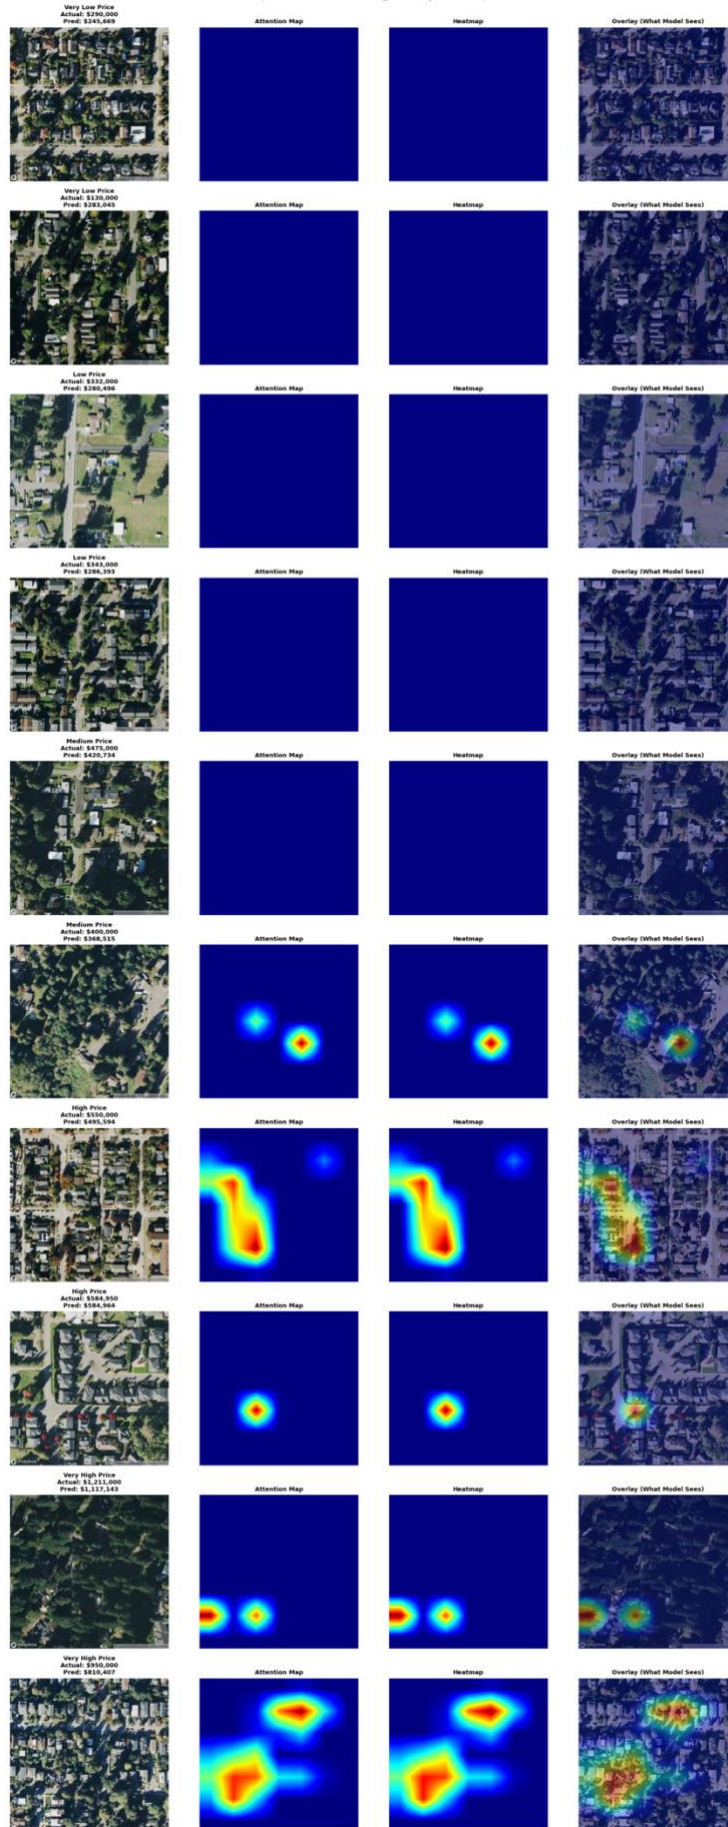 Very Low Price
Actual: $290,000
Pred: $245,669
Attention Map
Heatmap
Overlay (What Model Sees)
Very Low Price
Actual: $130,000
Pred: $283,045
Attention Map
Heatmap
Overlay (What Model Sees)
Low Price
Actual: $332,000
Pred: $280,496
Attention Map
Heatmap
Overlay (What Model Sees)
Low Price
Actual: $343,000
Pred: $286,393
Attention Map
Heatmap
Overlay (What Model Sees)
Medium Price
Actual: $475,000
Pred: $420,734
Attention Map
Heatmap
Overlay (What Model Sees)
Medium Price
Actual: $400,000
Pred: $368,515
Attention Map
Heatmap
Overlay (What Model Sees)
High Price
Actual: $550,000
Pred: $495,594
Attention Map
Heatmap
Overlay (What Model Sees)
High Price
Actual: $584,950
Pred: $584,964
Attention Map
Heatmap
Overlay (What Model Sees)
Very High Price
Actual: $1,211,000
Pred: $1,117,143
Attention Map
Heatmap
Overlay (What Model Sees)
Very High Price
Actual: $950,000
Pred: $810,407
Attention Map
Heatmap
Overlay (What Model Sees)